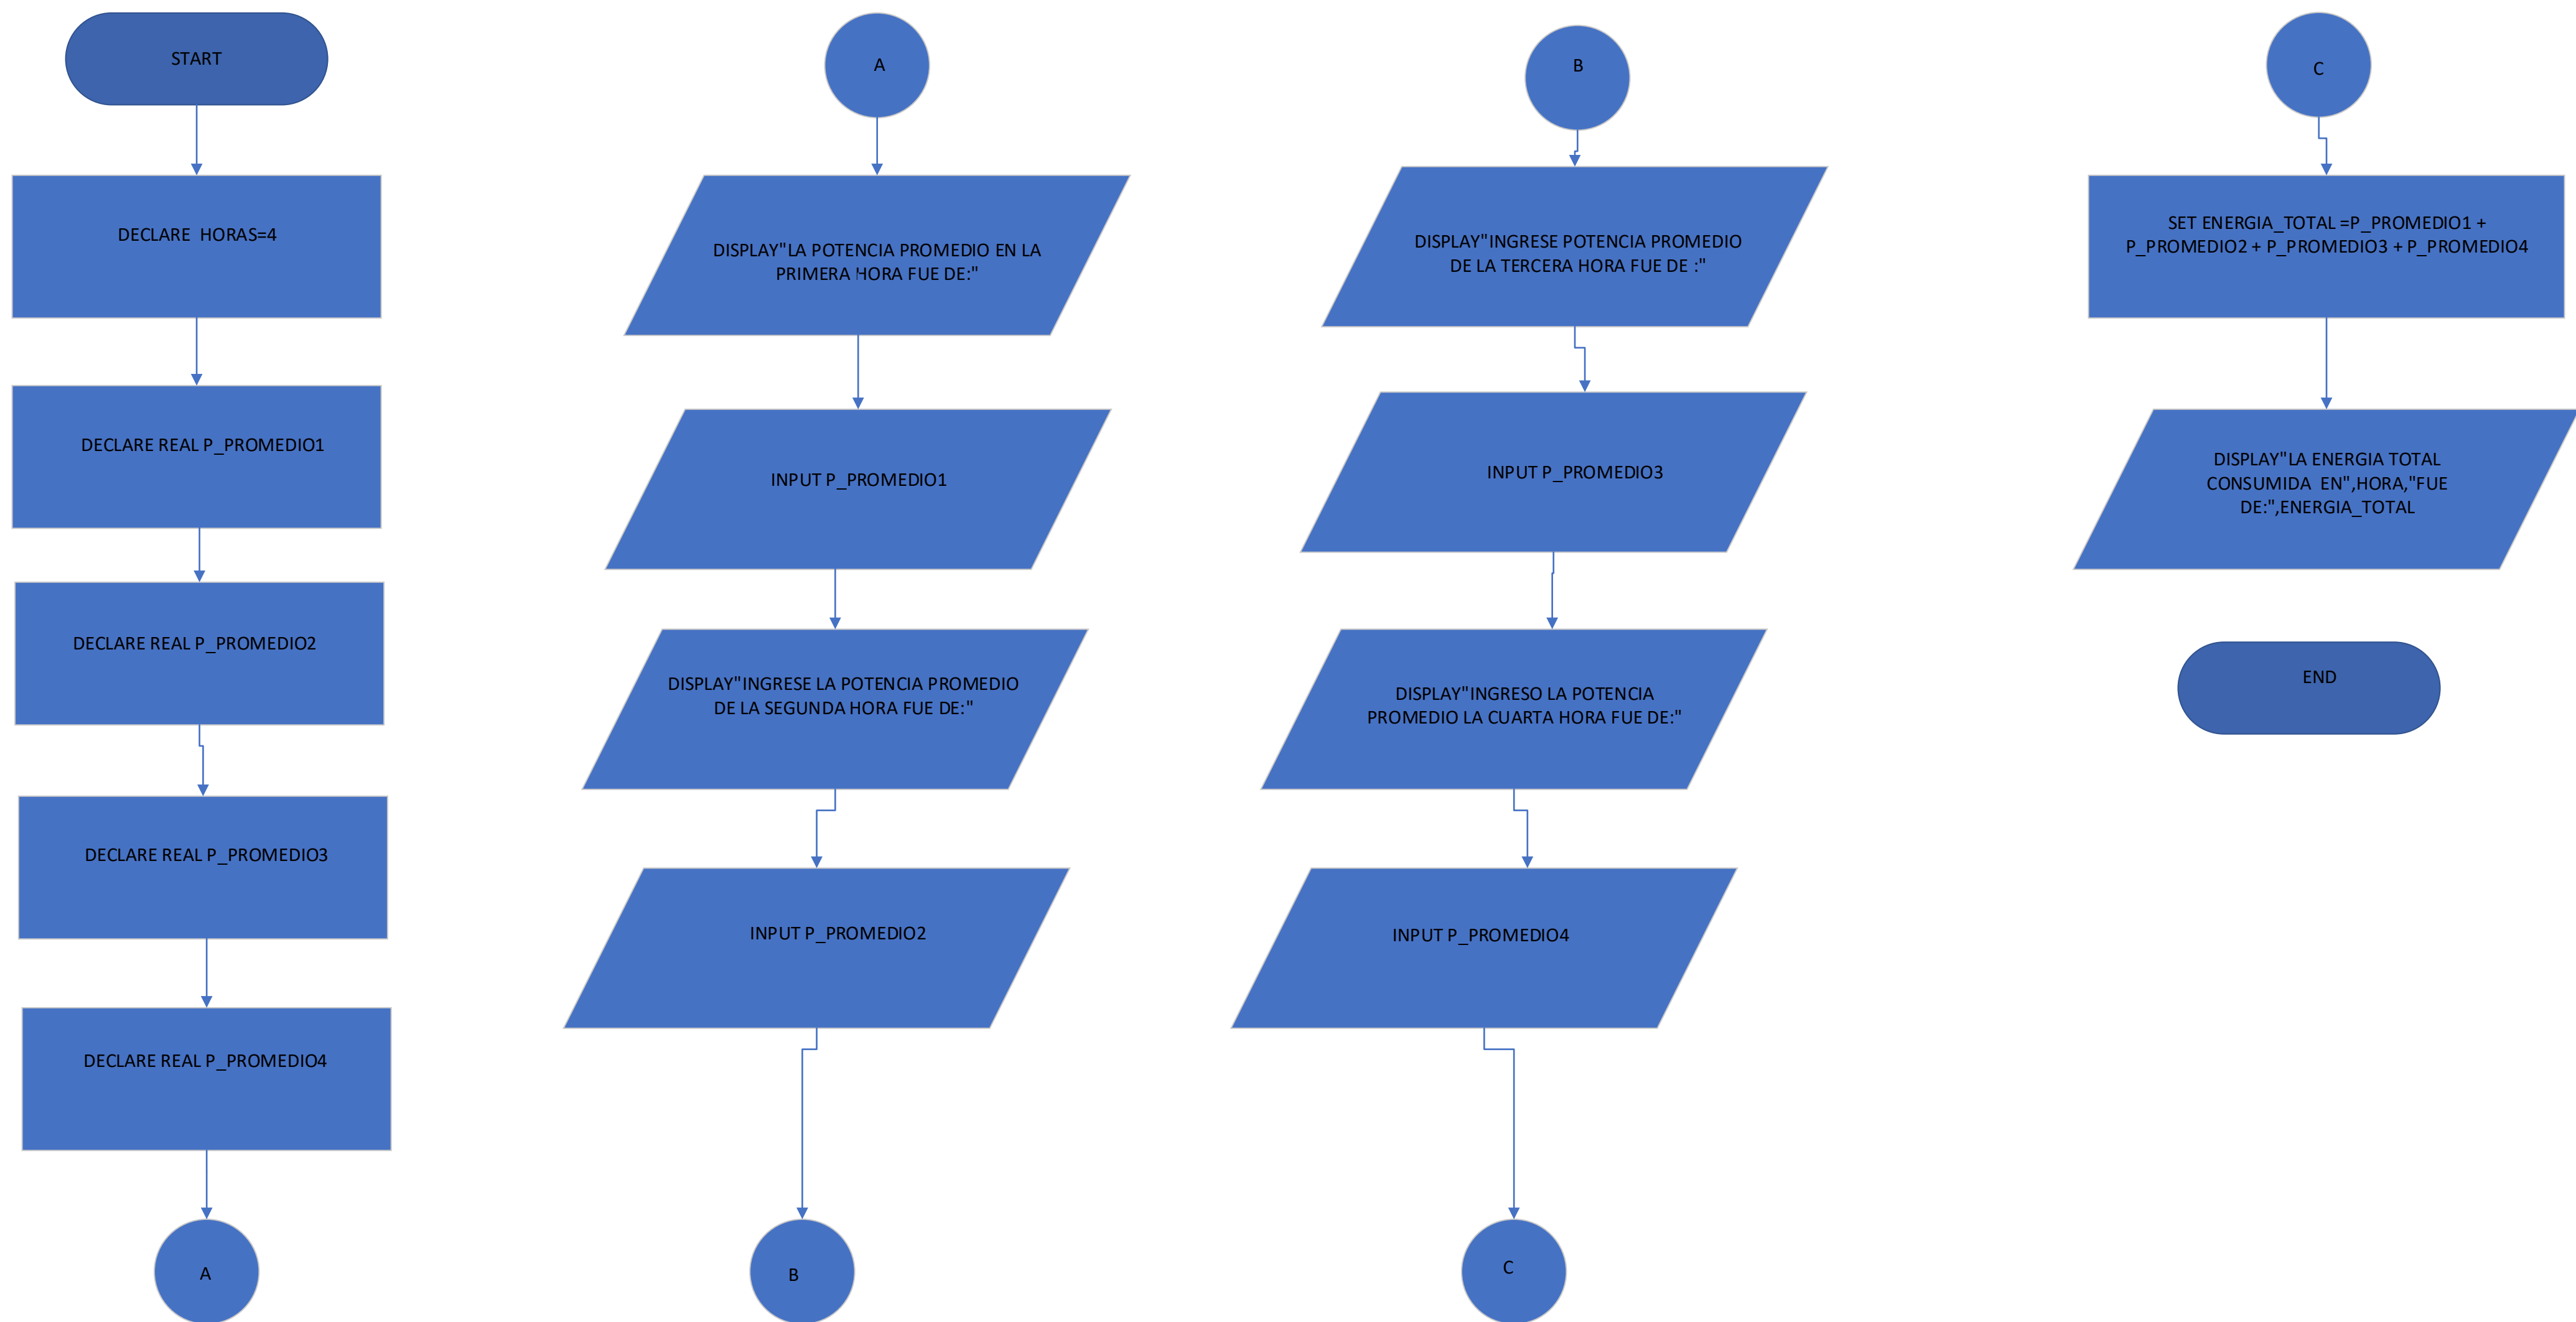 START
DECLARE  HORAS=4
DECLARE REAL P_PROMEDIO1
DECLARE REAL P_PROMEDIO2
DECLARE REAL P_PROMEDIO3
DECLARE REAL P_PROMEDIO4
A
A
DISPLAY"LA POTENCIA PROMEDIO EN LA
PRIMERA HORA FUE DE:"
INPUT P_PROMEDIO1
DISPLAY"INGRESE LA POTENCIA PROMEDIO
DE LA SEGUNDA HORA FUE DE:"
INPUT P_PROMEDIO2
B
B
DISPLAY"INGRESE POTENCIA PROMEDIO
DE LA TERCERA HORA FUE DE :"
INPUT P_PROMEDIO3
DISPLAY"INGRESO LA POTENCIA
PROMEDIO LA CUARTA HORA FUE DE:"
INPUT P_PROMEDIO4
C
C
SET ENERGIA_TOTAL =P_PROMEDIO1 +
P_PROMEDIO2 + P_PROMEDIO3 + P_PROMEDIO4
DISPLAY"LA ENERGIA TOTAL
CONSUMIDA  EN",HORA,"FUE
DE:",ENERGIA_TOTAL
END